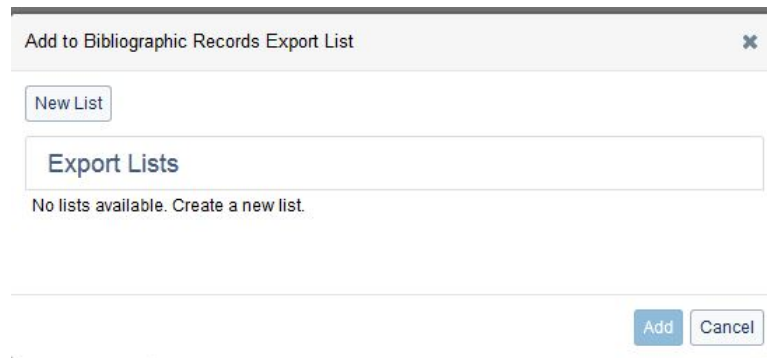 Add to Bibliographic Records Export List
New List
Export Lists
No lists available. Create a new list.
Add Cancel